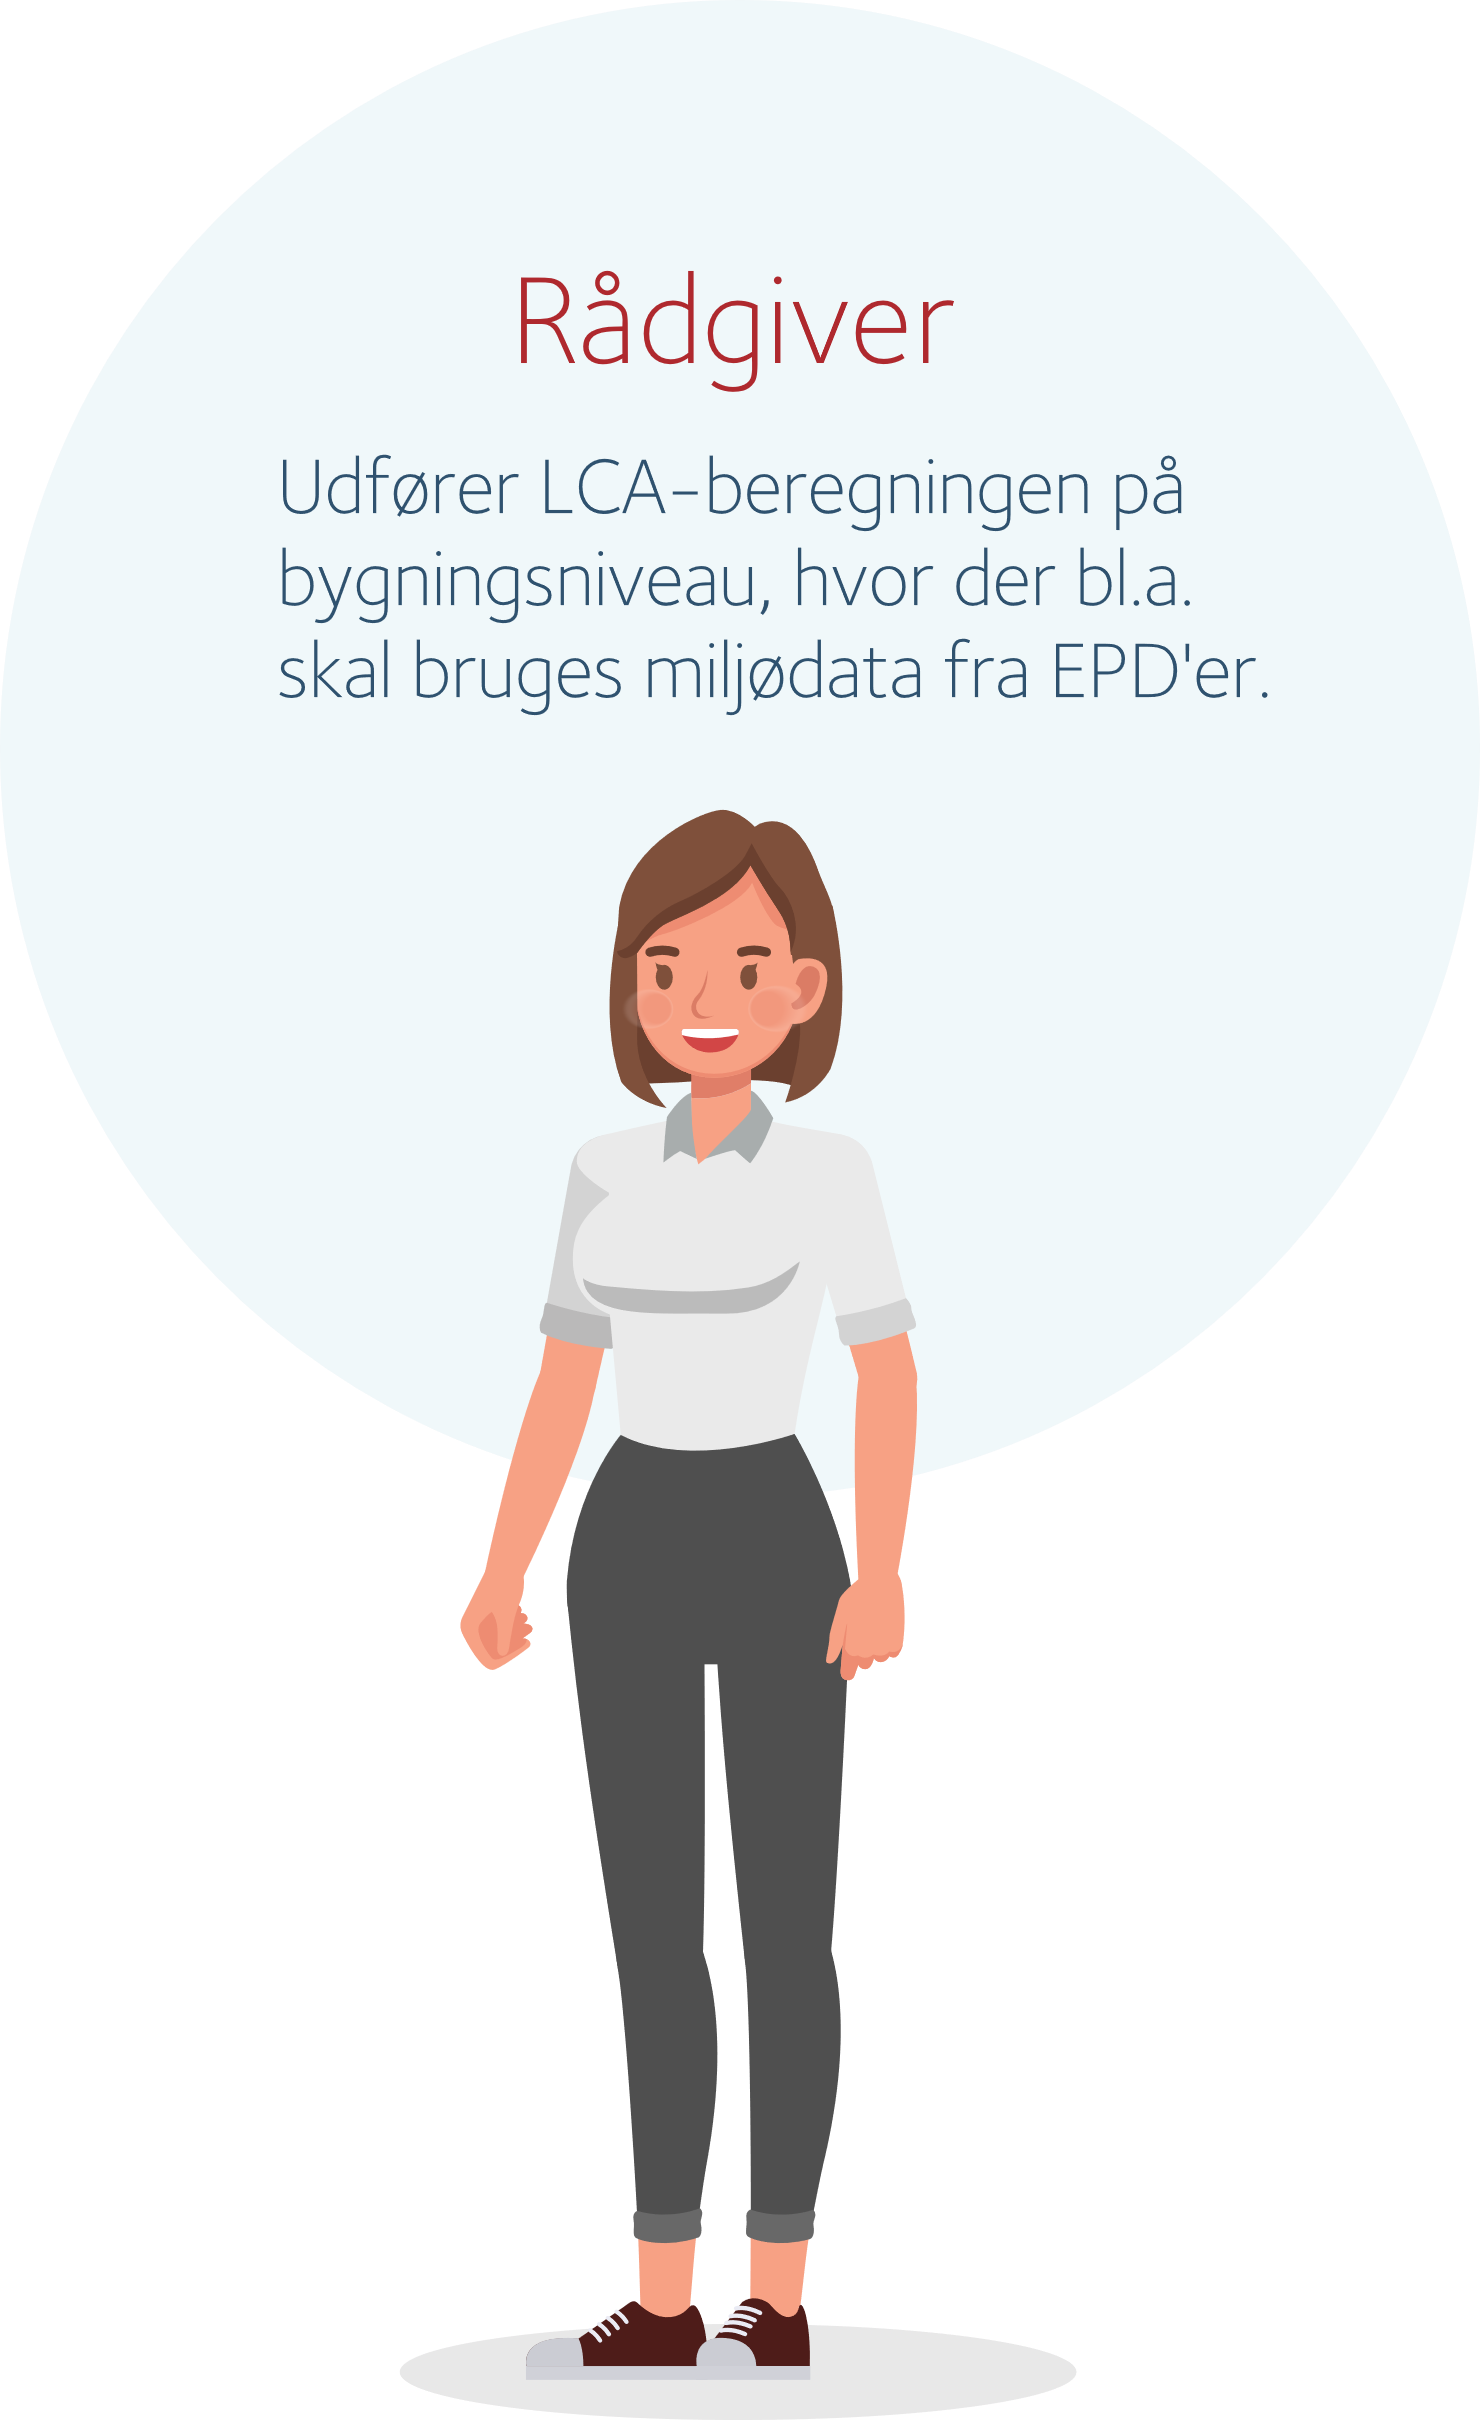 Rådgiver
Udfører LCA-beregningen på
bygningsniveau, hvor der bl.a.
skal bruges miljødata fra EPD'er.